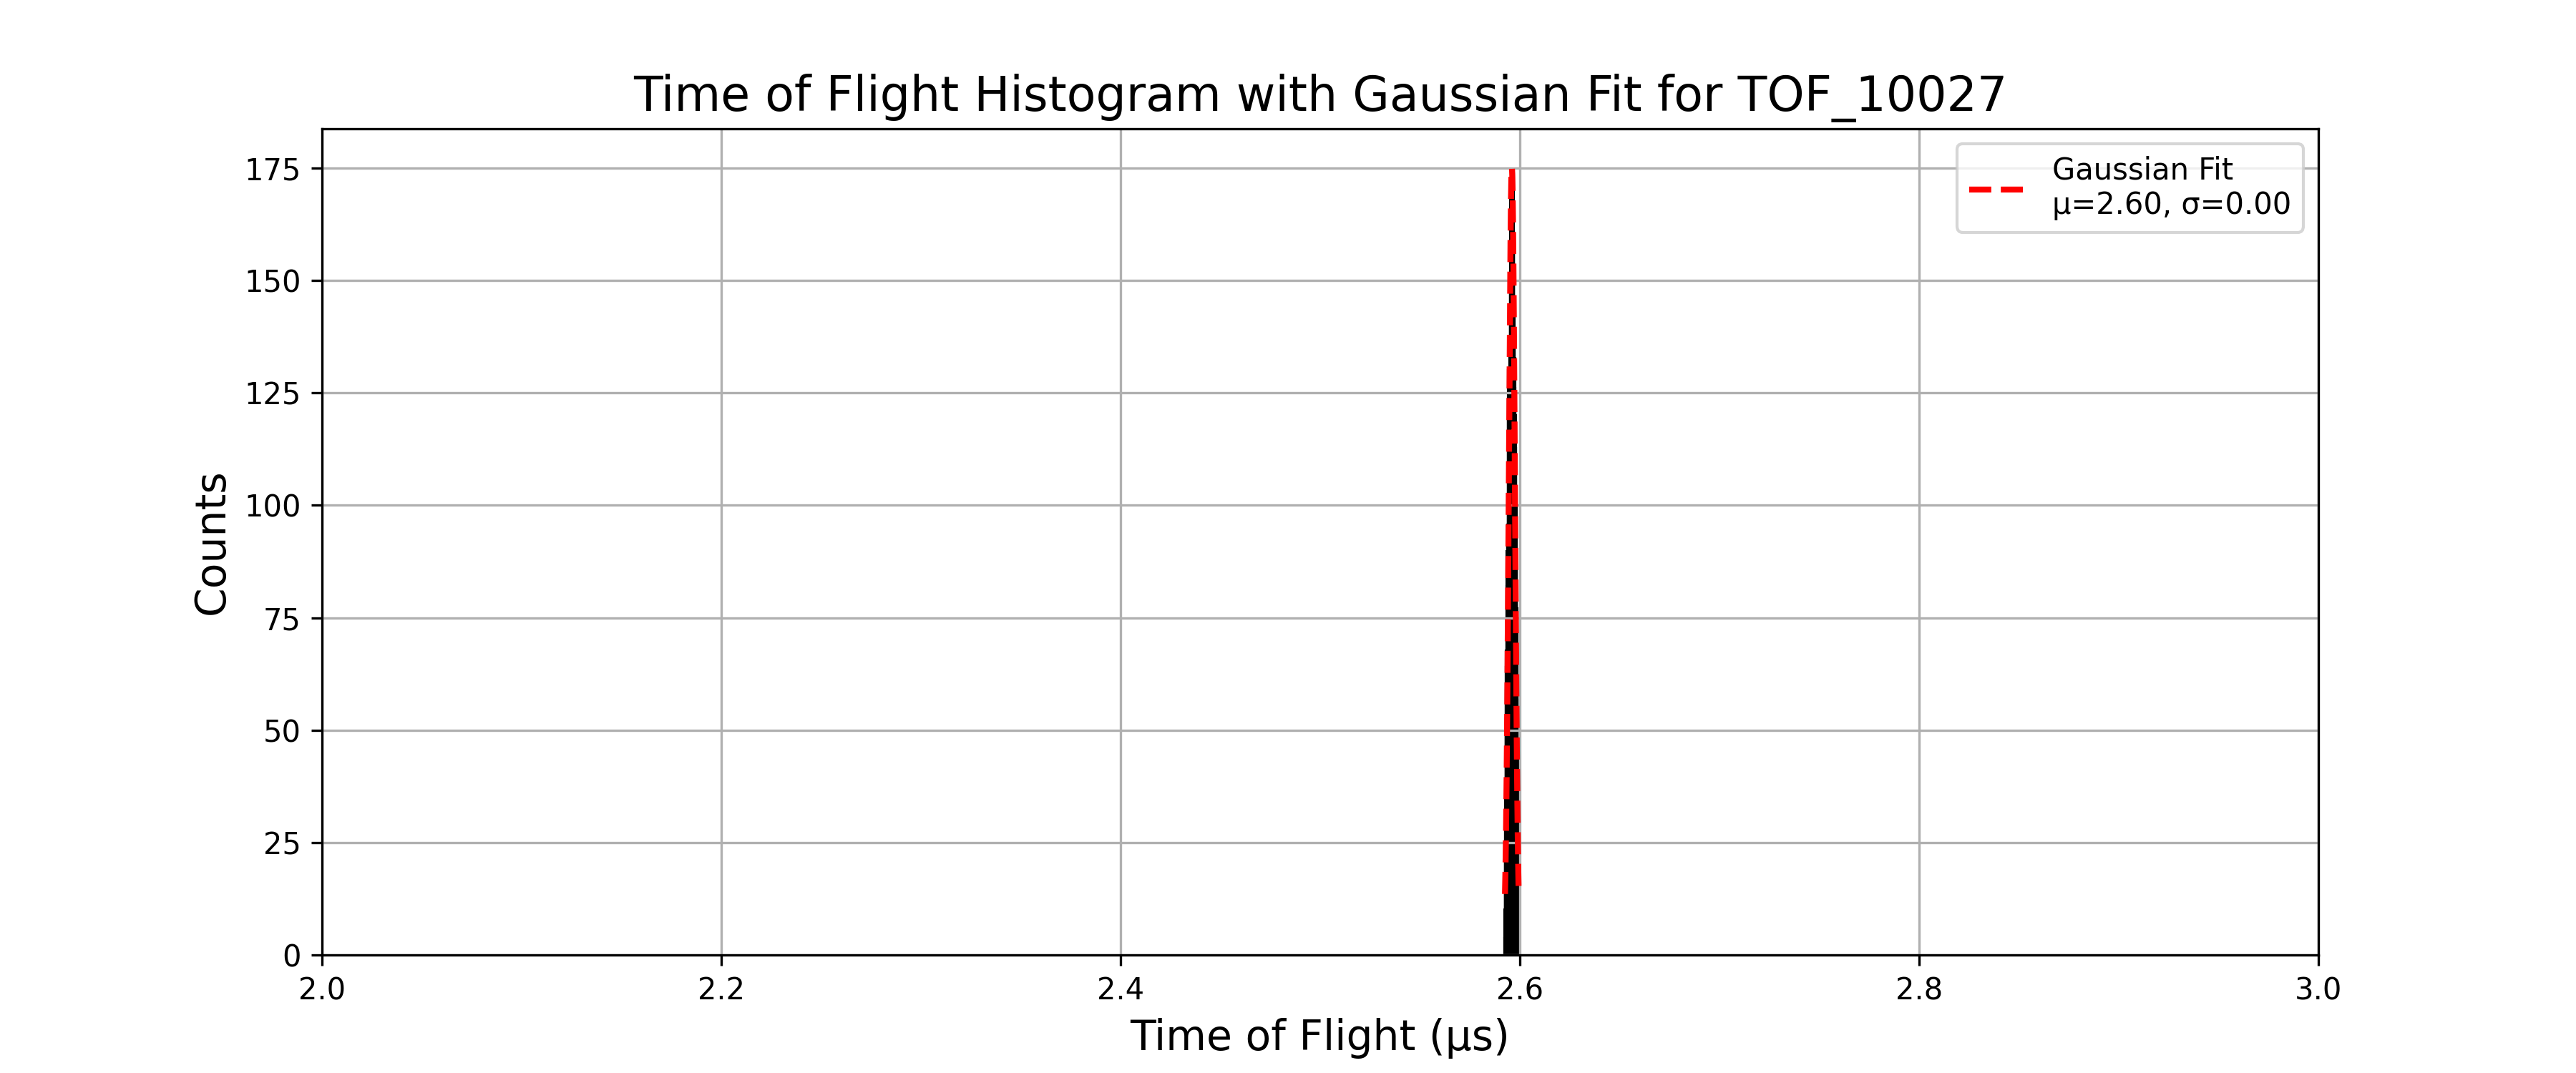 Time of Flight Histogram with Gaussian Fit for TOF_10027
Gaussian Fit
μ=2.60, σ=0.00
175
150
125
100
75
50
25
0
Counts
2.0 2.2 2.4 2.6 2.8 3.0
Time of Flight (μs)